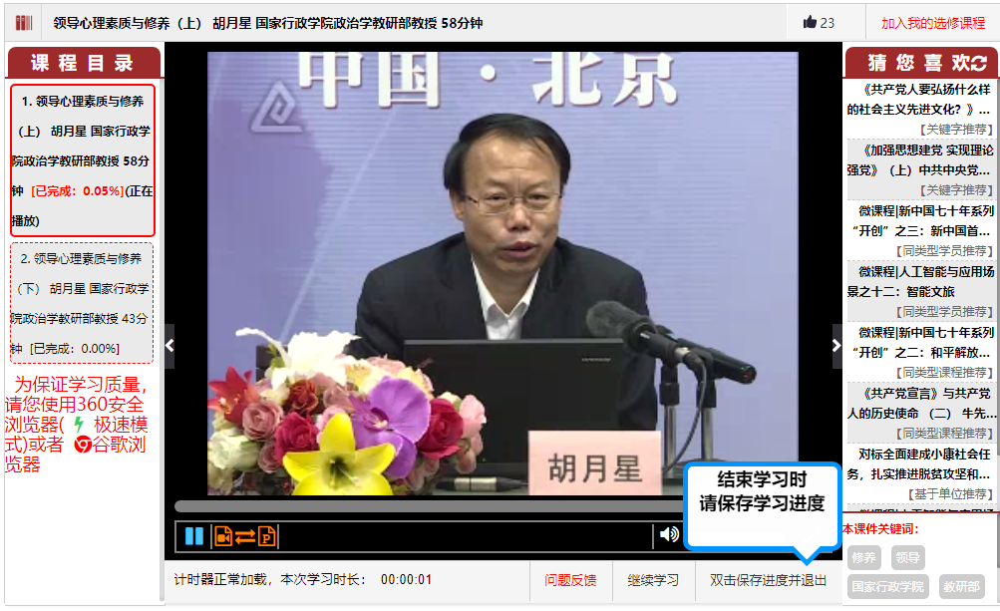 领导心理素质与修养（上） 胡月星 国家行政学院政治学教研部教授 58分钟
23
加入我的选修课程
课 程 目 录
1. 领导心理素质与修养
（上） 胡月星 国家行政学
院政治学教研部教授 58分
钟 [已完成：0.05%](正在
播放)
2. 领导心理素质与修养
（下） 胡月星 国家行政学
院政治学教研部教授 43分
钟 [已完成：0.00%]
为保证学习质量，
请您使用360安全
浏览器( 极速模
式)或者 谷歌浏
览器
中国·北京
胡月星
结束学习时
请保存学习进度
P
计时器正常加载，本次学习时长： 00:00:01
问题反馈
继续学习
双击保存进度并退出
猜 您 喜 欢
《共产党人要弘扬什么样
的社会主义先进文化？》...
【关键字推荐】
《加强思想建党 实现理论
强党》（上）中共中央党...
【关键字推荐】
微课程|新中国七十年系列
“开创”之三：新中国首...
【同类型学员推荐】
微课程|人工智能与应用场
景之十二：智能文旅
【同类型学员推荐】
微课程|新中国七十年系列
“开创”之二：和平解放...
【同类型课程推荐】
《共产党宣言》与共产党
人的历史使命 （二） 牛先...
【同类型课程推荐】
对标全面建成小康社会任
务，扎实推进脱贫攻坚和...
【基于单位推荐】
本课件关键词：
修养
领导
国家行政学院
教研部